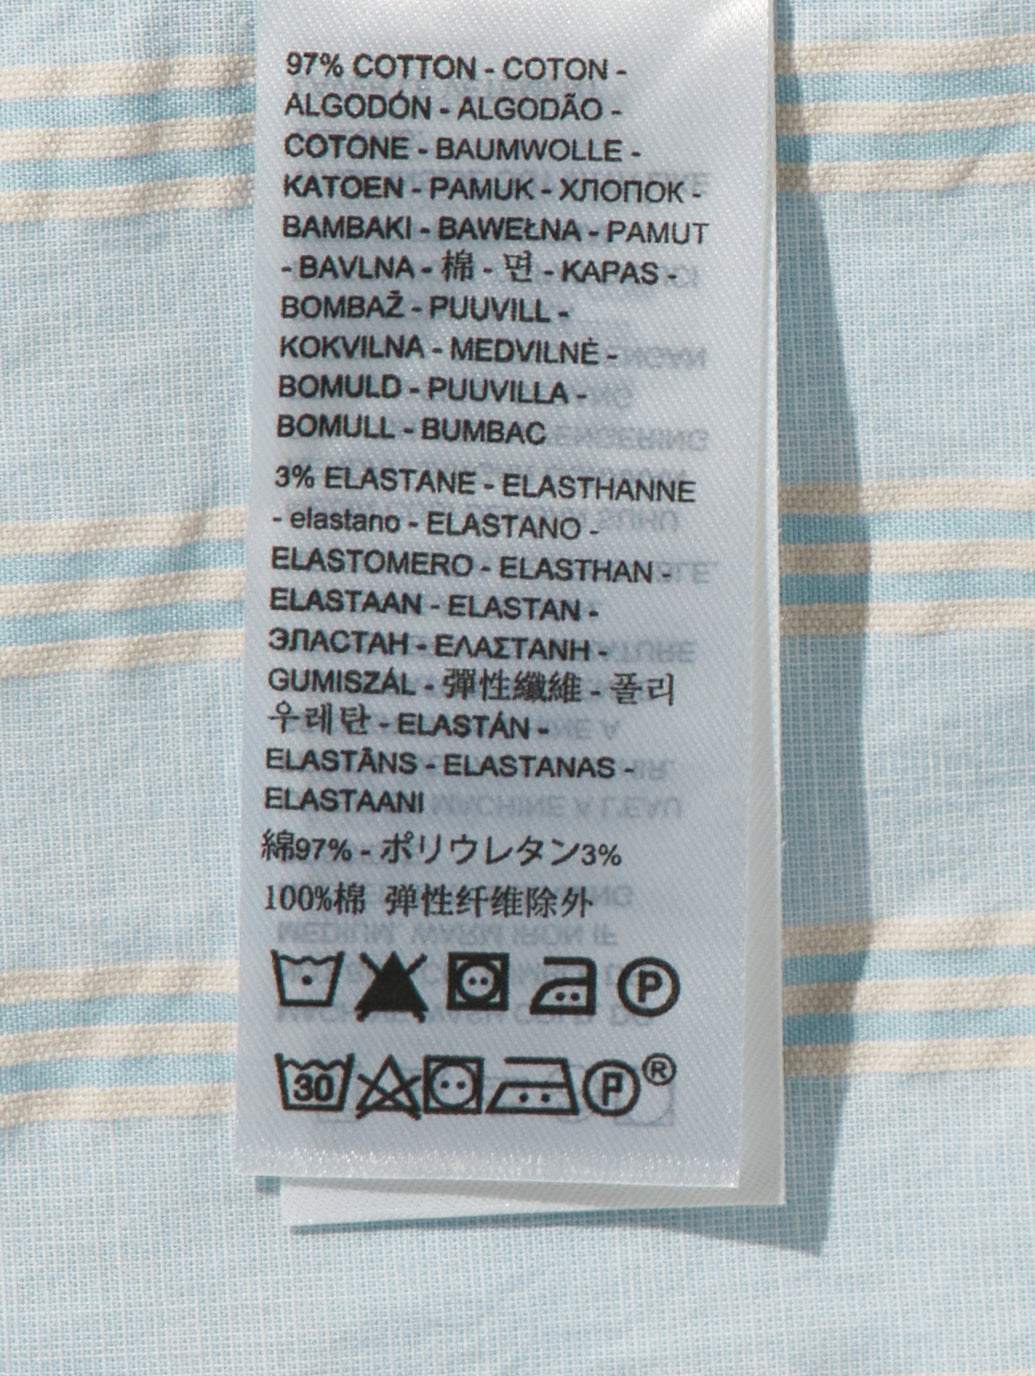 97% COTTON - COTON -
ALGODÓN - ALGODÃO -
COTONE - BAUMWOLLE -
KATOEN - PAMUK - ХЛОПОК -
BAMBAKI - BAWEŁNA - PAMUT
- BAVLNA - 棉 - 면 - KAPAS -
BOMBAŽ - PUUVILL -
KOKVILNA - MEDVILNĖ -
BOMULD - PUUVILLA -
BOMULL - BUMBAC
3% ELASTANE - ELASTHANNE
- elastano - ELASTANO -
ELASTOMERO - ELASTHAN -
ELASTAAN - ELASTAN -
ЭЛАСТАН - ΕΛΑΣΤΑΝΗ -
GUMISZÁL - 彈性纖維 - 폴리
우레탄 - ELASTÁN -
ELASTĀNS - ELASTANAS -
ELASTAANI
綿97% - ポリウレタン3%
100%棉 弹性纤维除外
P
30 P ®